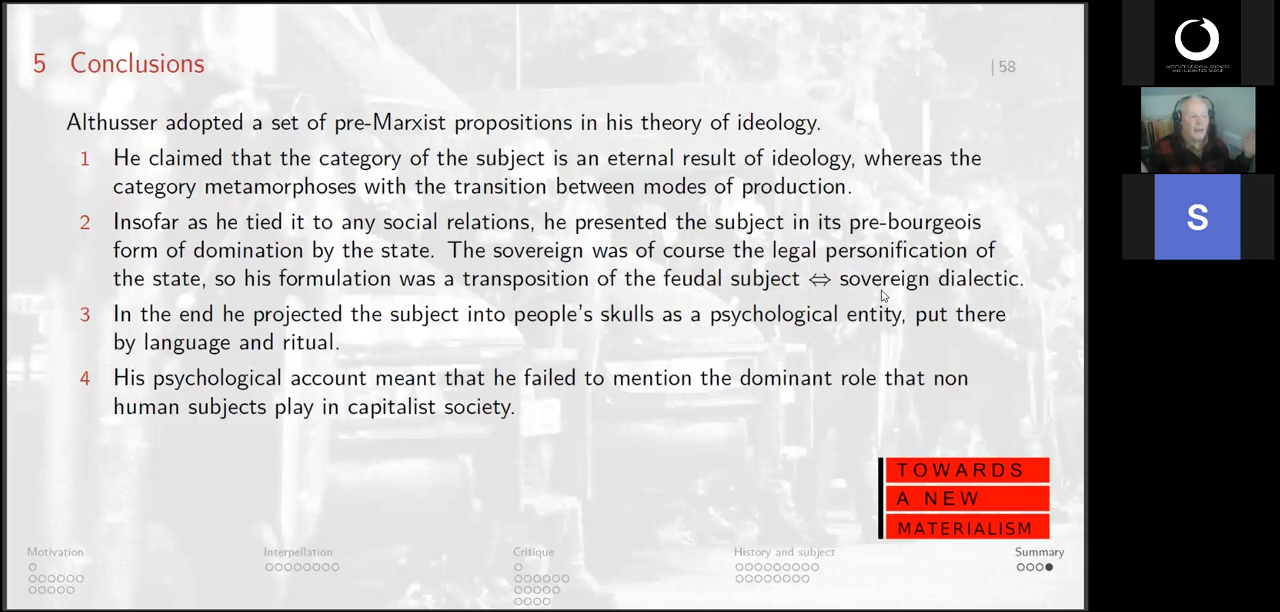 5 Conclusions
| 58
Althusser adopted a set of pre-Marxist propositions in his theory of ideology.
1 He claimed that the category of the subject is an eternal result of ideology, whereas the
category metamorphoses with the transition between modes of production.
2 Insofar as he tied it to any social relations, he presented the subject in its pre-bourgeois
form of domination by the state. The sovereign was of course the legal personification of
the state, so his formulation was a transposition of the feudal subject ⇔ sovereign dialectic.
3 In the end he projected the subject into people's skulls as a psychological entity, put there
by language and ritual.
4 His psychological account meant that he failed to mention the dominant role that non
human subjects play in capitalist society.
TOWARDS
A NEW
MATERIALISM
Motivation
Interpellation
Critique
History and subject
Summary
INSTITUTE OF SOCIAL SCIENCES
S